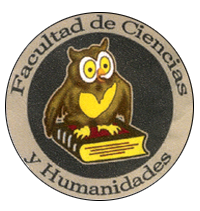 Facultad de Ciencias
y Humanidades